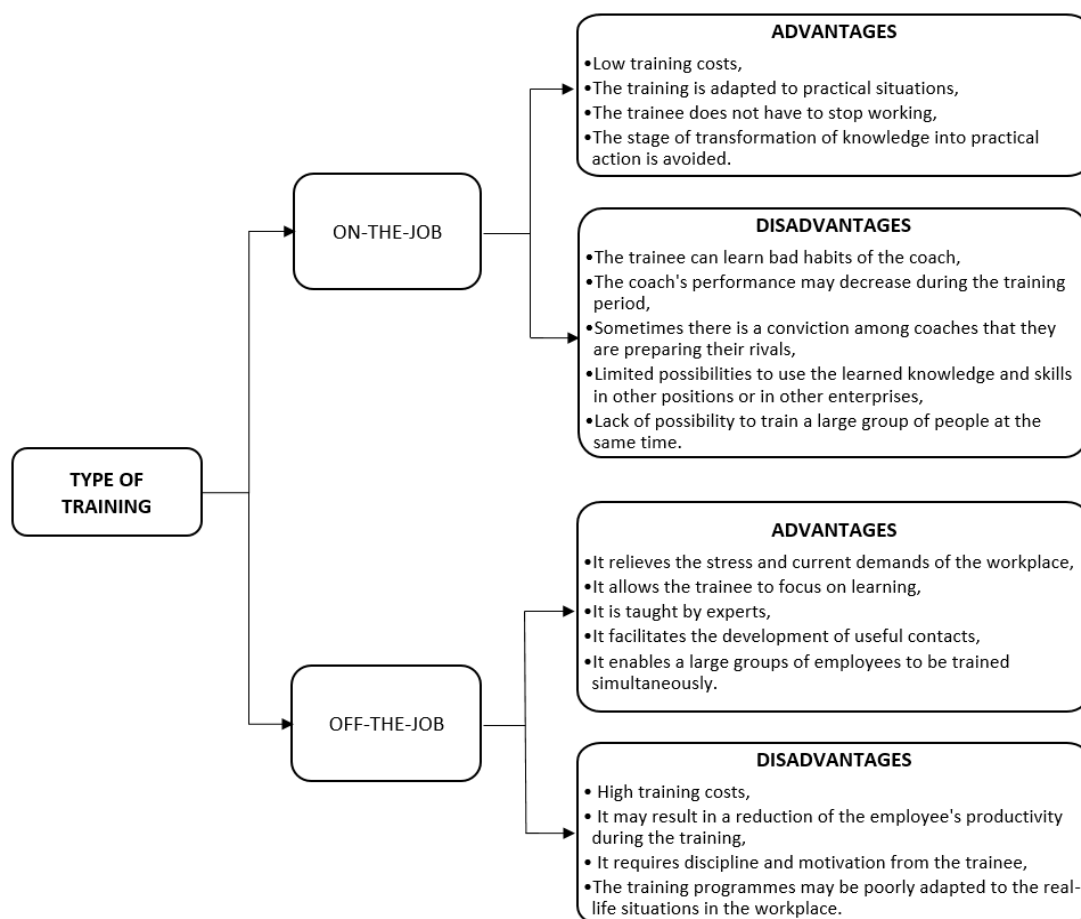 TYPE OF
TRAINING
ON-THE-JOB
ADVANTAGES
•Low training costs,
•The training is adapted to practical situations,
•The trainee does not have to stop working,
•The stage of transformation of knowledge into practical
action is avoided.
DISADVANTAGES
•The trainee can learn bad habits of the coach,
•The coach's performance may decrease during the training
period,
•Sometimes there is a conviction among coaches that they
are preparing their rivals,
•Limited possibilities to use the learned knowledge and skills
in other positions or in other enterprises,
•Lack of possibility to train a large group of people at the
same time.
OFF-THE-JOB
ADVANTAGES
•It relieves the stress and current demands of the workplace,
•It allows the trainee to focus on learning,
•It is taught by experts,
•It facilitates the development of useful contacts,
•It enables a large groups of employees to be trained
simultaneously.
DISADVANTAGES
• High training costs,
• It may result in a reduction of the employee's productivity
during the training,
• It requires discipline and motivation from the trainee,
•The training programmes may be poorly adapted to the real-
life situations in the workplace.